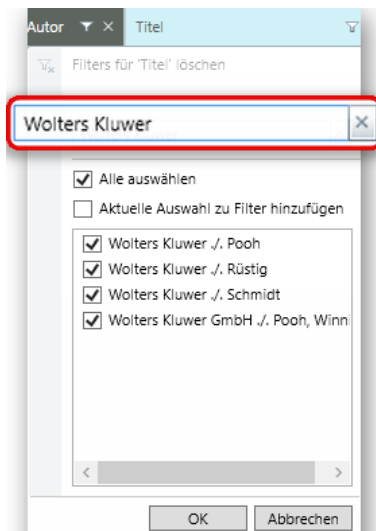 Autor Titel
Filters für 'Titel' löschen
Wolters Kluwer
Alle auswählen
Aktuelle Auswahl zu Filter hinzufügen
Wolters Kluwer ./. Pooh
Wolters Kluwer ./. Rüstig
Wolters Kluwer ./. Schmidt
Wolters Kluwer GmbH ./. Pooh, Winni
OK Abbrechen